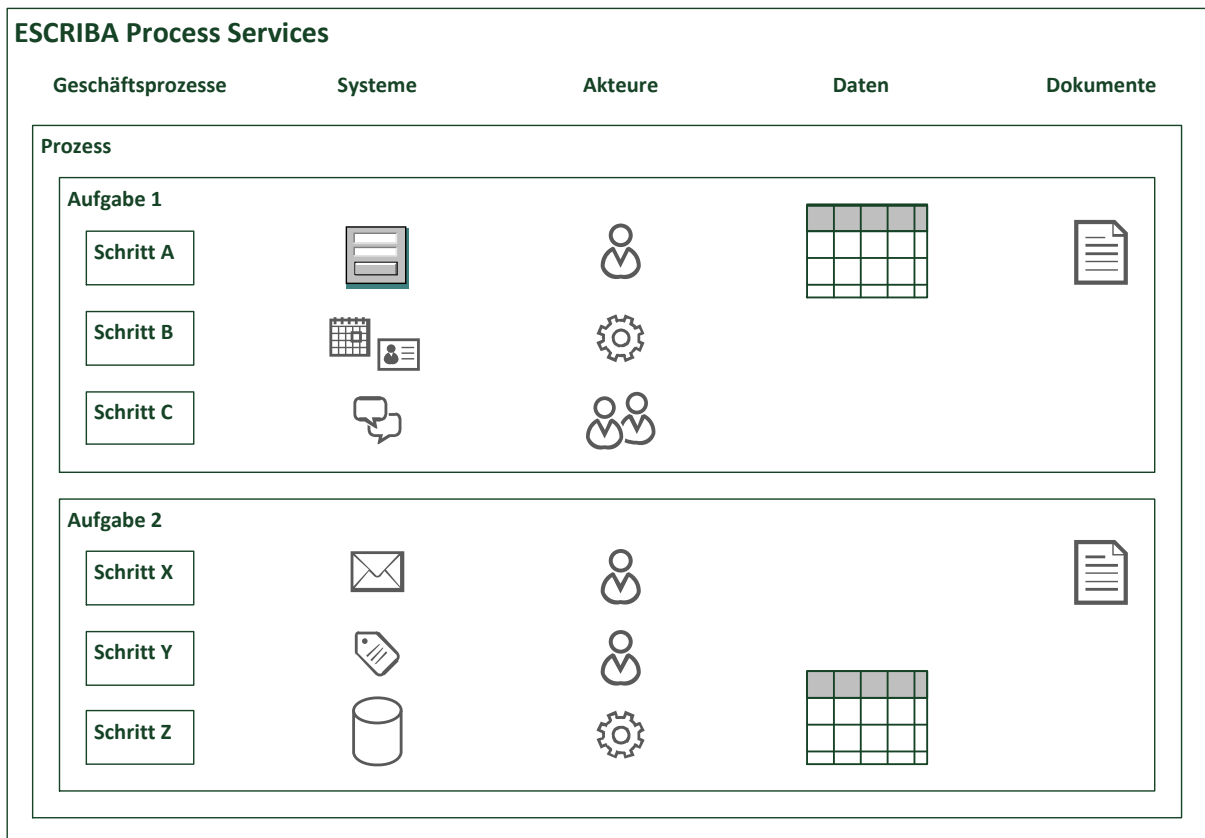 ESCRIBA Process Services
Geschäftsprozesse Systeme Akteure Daten Dokumente
Prozess
Aufgabe 1
Schritt A
Schritt B
Schritt C
Aufgabe 2
Schritt X
Schritt Y
Schritt Z